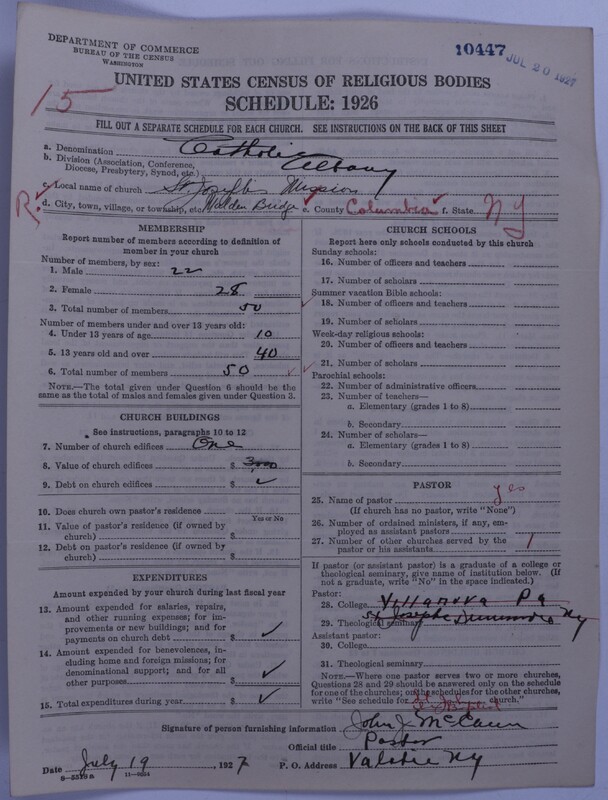 DEPARTMENT OF COMMERCE
BUREAU OF THE CENSUS
WASHINGTON
10447
JUL 20 1927
UNITED STATES CENSUS OF RELIGIOUS BODIES
SCHEDULE: 1926
15
FILL OUT A SEPARATE SCHEDULE FOR EACH CHURCH. SEE INSTRUCTIONS ON THE BACK OF THIS SHEET
a. Denomination Catholic
b. Division (Association, Conference, Diocese, Presbytery, Synod, etc.) Albany
c. Local name of church St. Joseph's Mission
R. d. City, town, village, or township, etc. Malden Bridge e. County Columbia f. State NY
MEMBERSHIP
Report number of members according to definition of
member in your church
Number of members, by sex:
1. Male 22
2. Female 28
3. Total number of members 50
Number of members under and over 13 years old:
4. Under 13 years of age 10
5. 13 years old and over 40
6. Total number of members 50
NOTE.—The total given under Question 6 should be the
same as the total of males and females given under Question 3.
CHURCH BUILDINGS
See instructions, paragraphs 10 to 12
7. Number of church edifices One
8. Value of church edifices $ 3,000
9. Debt on church edifices $ ✓
10. Does church own pastor's residence
Yes or No
11. Value of pastor's residence (if owned by
church) $
12. Debt on pastor's residence (if owned by
church) $
EXPENDITURES
Amount expended by your church during last fiscal year
13. Amount expended for salaries, repairs,
and other running expenses; for im-
provements or new buildings; and for
payments on church debt $ ✓
14. Amount expended for benevolences, in-
cluding home and foreign missions; for
denominational support; and for all
other purposes $ ✓
15. Total expenditures during year $ ✓
CHURCH SCHOOLS
Report here only schools conducted by this church
Sunday schools:
16. Number of officers and teachers
17. Number of scholars
Summer vacation Bible schools:
18. Number of officers and teachers
19. Number of scholars
Week-day religious schools:
20. Number of officers and teachers
21. Number of scholars
Parochial schools:
22. Number of administrative officers
23. Number of teachers—
a. Elementary (grades 1 to 8)
b. Secondary
24. Number of scholars—
a. Elementary (grades 1 to 8)
b. Secondary
PASTOR
25. Name of pastor yes
(If church has no pastor, write "None")
26. Number of ordained ministers, if any, em-
ployed as assistant pastors
27. Number of other churches served by the
pastor or his assistants 1
If pastor (or assistant pastor) is a graduate of a college or
theological seminary, give name of institution below. (If
not a graduate, write "No" in the space indicated.)
Pastor:
28. College Villanova Pa
29. Theological seminary St Josephs NY
Assistant pastor:
30. College
31. Theological seminary
NOTE.—Where one pastor serves two or more churches,
Questions 28 and 29 should be answered only on the schedule
for one of the churches; on the schedules for the other churches,
write "See schedule for church."
Signature of person furnishing information John J. McCann
Official title Pastor
Date July 19, 1927 P. O. Address Valatie NY
8-5319a 11-9364